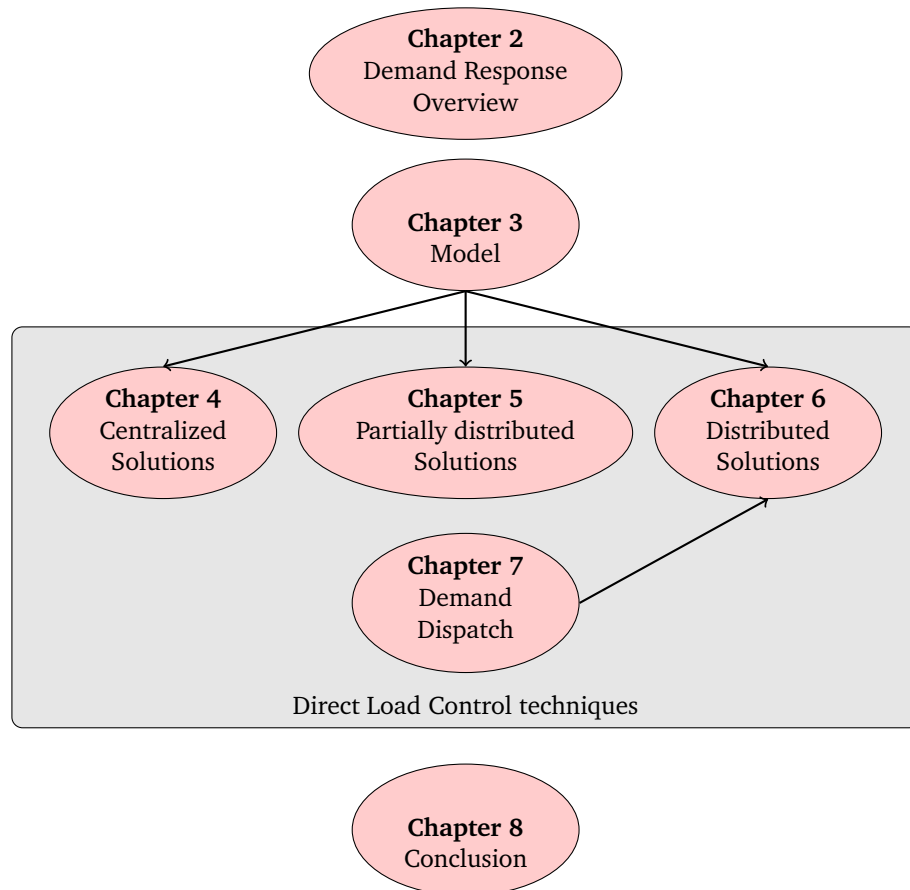 Chapter 2
Demand Response
Overview
Chapter 3
Model
Chapter 4
Centralized
Solutions
Chapter 5
Partially distributed
Solutions
Chapter 6
Distributed
Solutions
Chapter 7
Demand
Dispatch
Direct Load Control techniques
Chapter 8
Conclusion